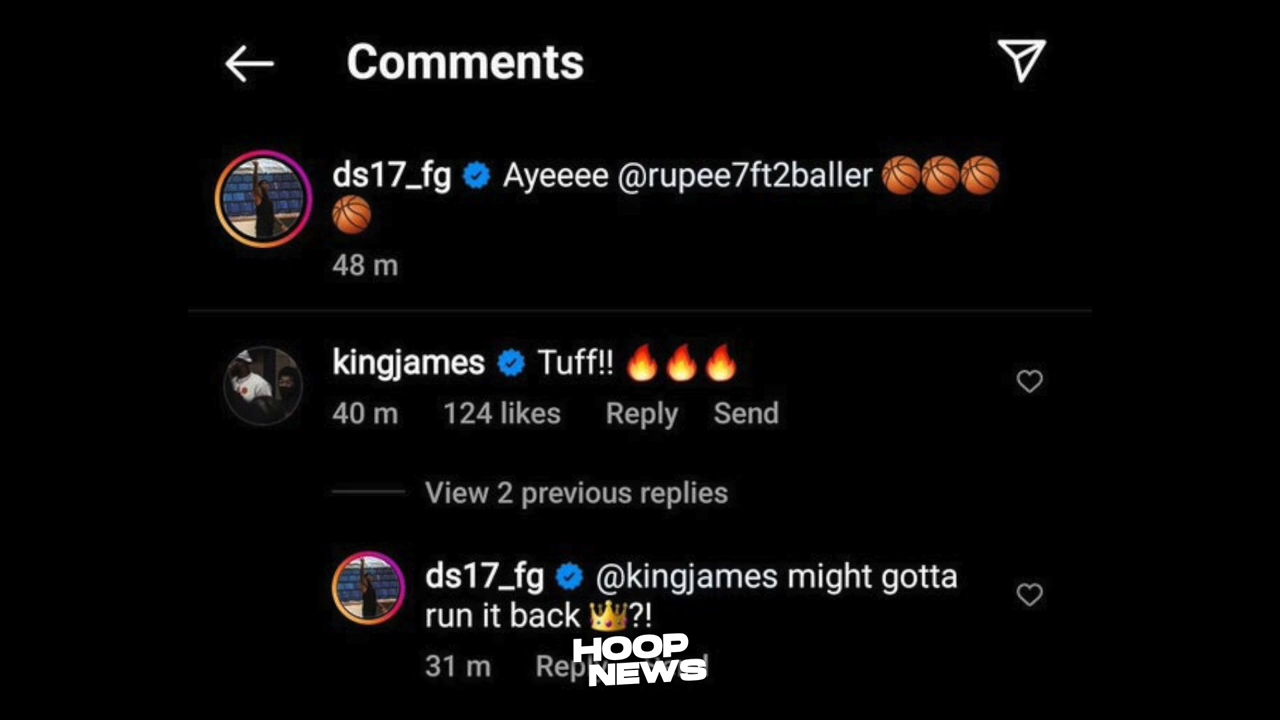 Comments
ds17_fg Ayeeee @rupee7ft2baller 🏀🏀🏀
🏀
48 m
kingjames Tuff!! 🔥🔥🔥
40 m 124 likes Reply Send
View 2 previous replies
ds17_fg @kingjames might gotta
run it back 👑?!
31 m
HOOP
NEWS